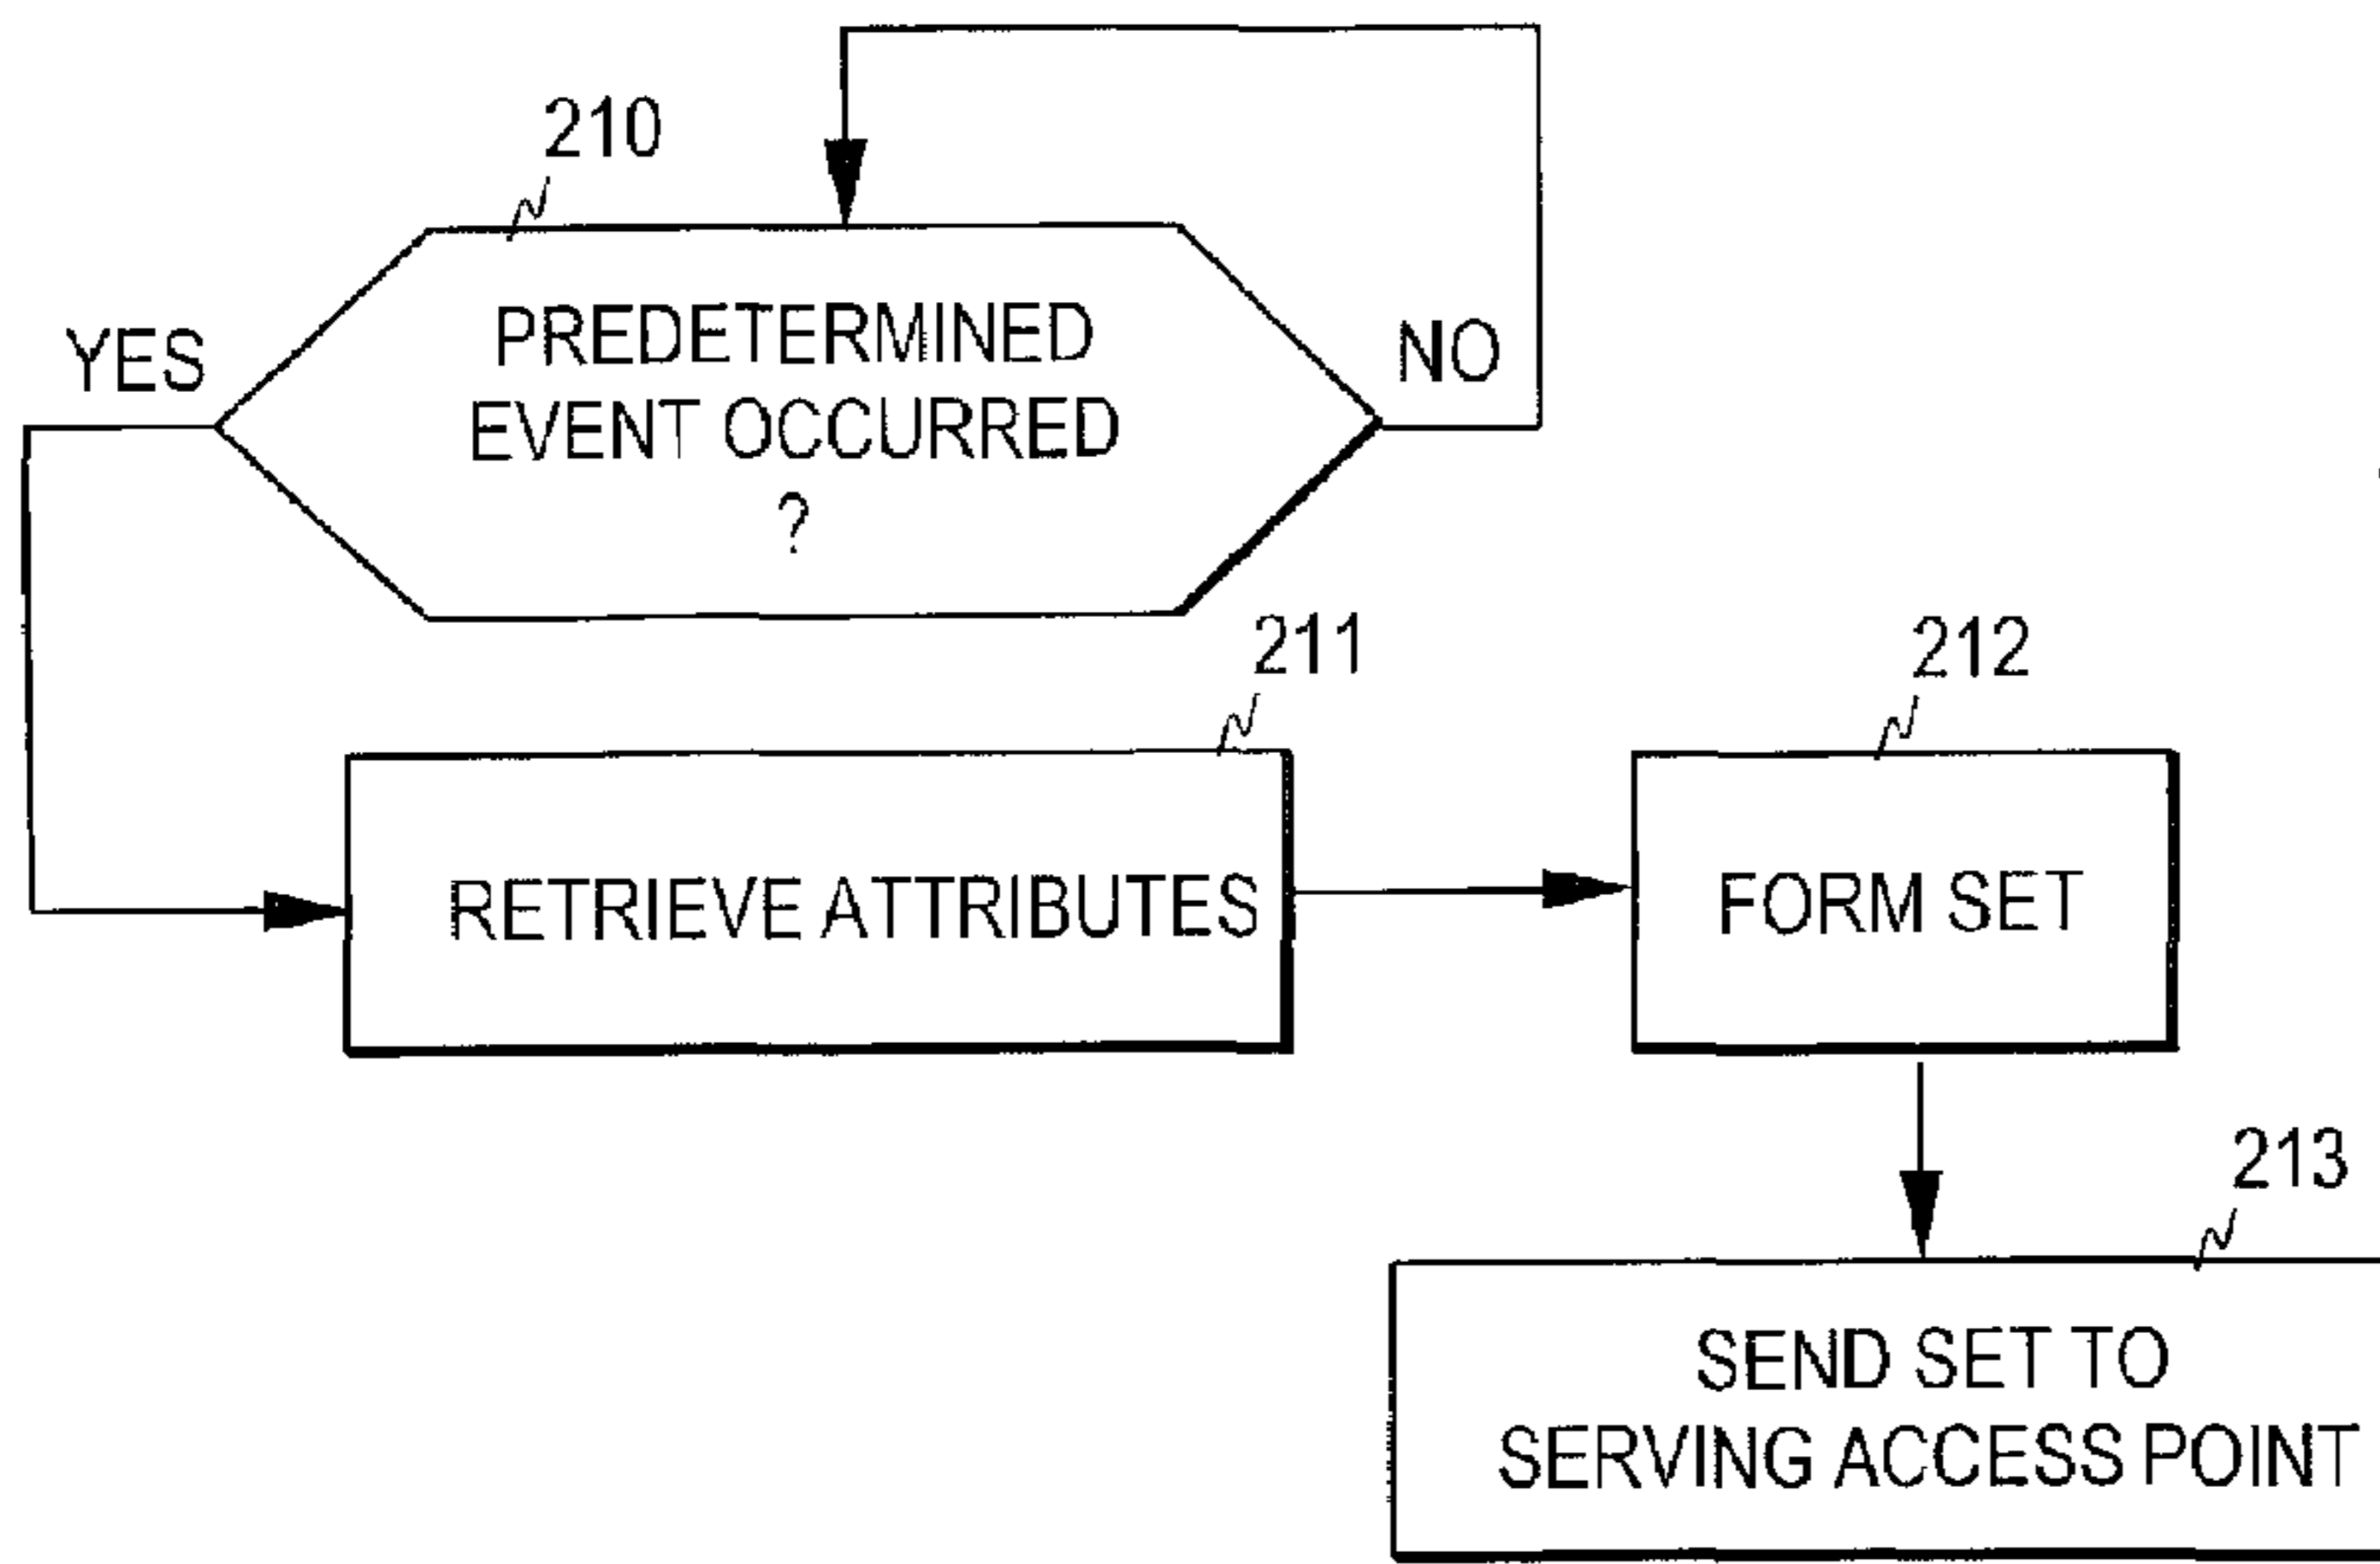 210
YES
PREDETERMINED
EVENT OCCURRED
?
NO
211
RETRIEVE ATTRIBUTES
212
FORM SET
213
SEND SET TO
SERVING ACCESS POINT